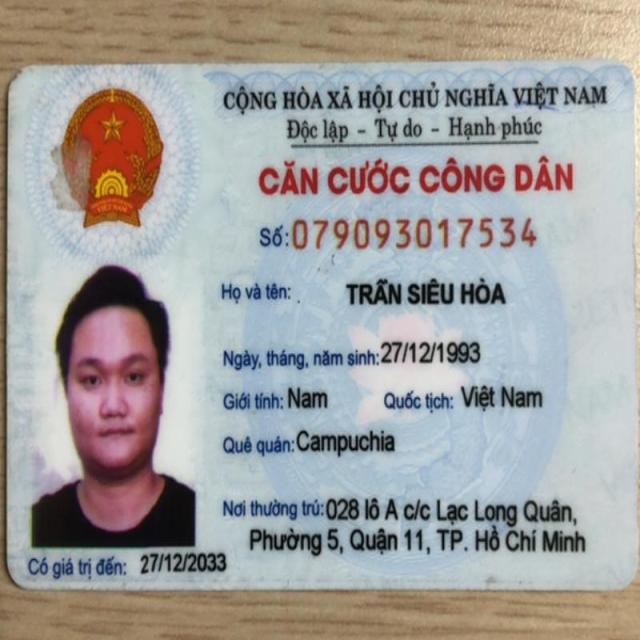 CỘNG HÒA XÃ HỘI CHỦ NGHĨA VIỆT NAM
Độc lập - Tự do - Hạnh phúc
CĂN CƯỚC CÔNG DÂN
Số: 079093017534
Họ và tên: TRẦN SIÊU HÒA
Ngày, tháng, năm sinh: 27/12/1993
Giới tính: Nam Quốc tịch: Việt Nam
Quê quán: Campuchia
Nơi thường trú: 028 lô A c/c Lạc Long Quân,
Phường 5, Quận 11, TP. Hồ Chí Minh
Có giá trị đến: 27/12/2033